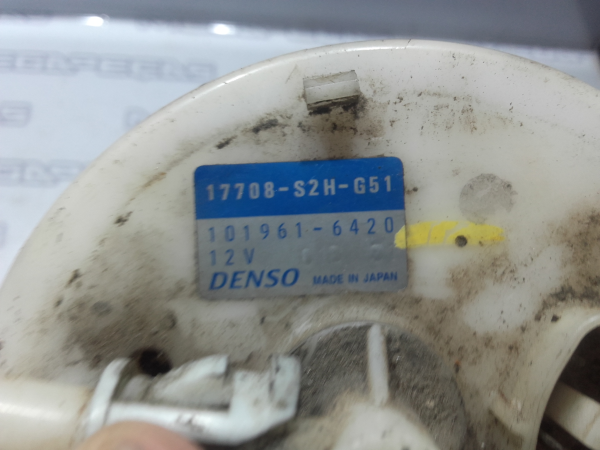 17708-S2H-G51
101961-6420
12V
DENSO MADE IN JAPAN